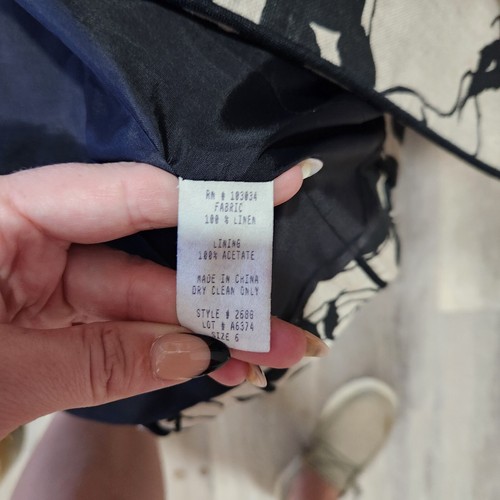 RN # 103034
FABRIC
100 % LINEN
LINING
100% ACETATE
MADE IN CHINA
DRY CLEAN ONLY
STYLE # 2686
LOT # A6374
SIZE 6